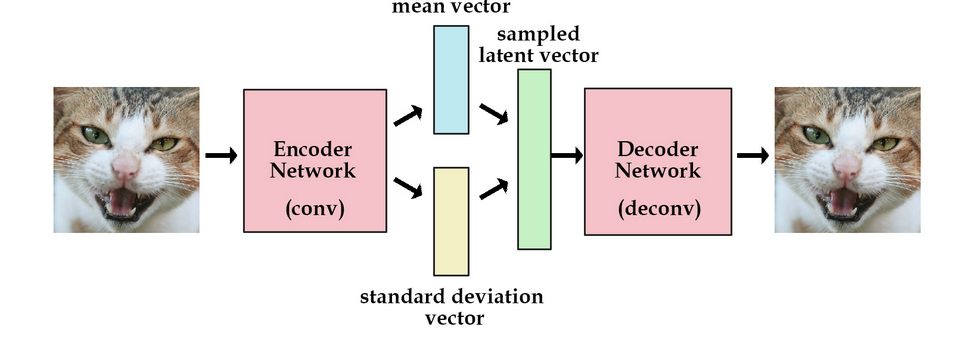 mean vector
sampled
latent vector
Encoder
Network
(conv)
Decoder
Network
(deconv)
standard deviation
vector